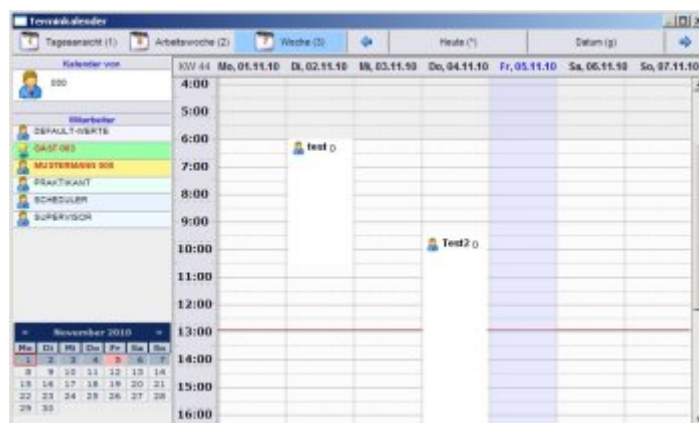 Terminkalender
Tagesansicht (1) Arbeitswoche (2) Woche (3) Heute (*) Datum (g)
Kalender von
000
Mitarbeiter
DEFAULT-WERTE
GAST 003
MUSTERMANN 000
PRAKTIKANT
SCHEDULER
SUPERVISOR
November 2010
Mo Di Mi Do Fr Sa So
1 2 3 4 5 6 7
8 9 10 11 12 13 14
15 16 17 18 19 20 21
22 23 24 25 26 27 28
29 30
KW 44 Mo, 01.11.10 Di, 02.11.10 Mi, 03.11.10 Do, 04.11.10 Fr, 05.11.10 Sa, 06.11.10 So, 07.11.10
4:00
5:00
6:00
test ()
7:00
8:00
9:00
Test2 ()
10:00
11:00
12:00
13:00
14:00
15:00
16:00